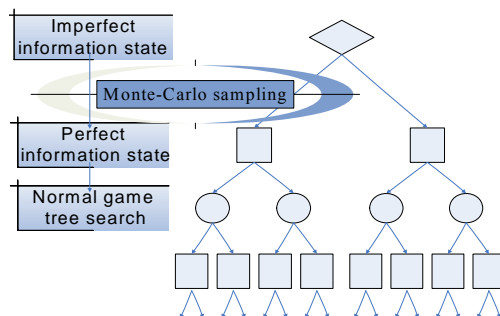 Imperfect
information state
Monte-Carlo sampling
Perfect
information state
Normal game
tree search